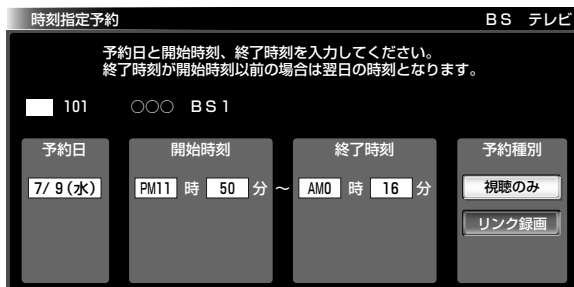 時刻指定予約 BS テレビ
予約日と開始時刻、終了時刻を入力してください。
終了時刻が開始時刻以前の場合は翌日の時刻となります。
101 ○○○ BS1
予約日 開始時刻 終了時刻 予約種別
7/ 9(水) PM11 時 50 分 ~ AM0 時 16 分 視聴のみ
リンク録画